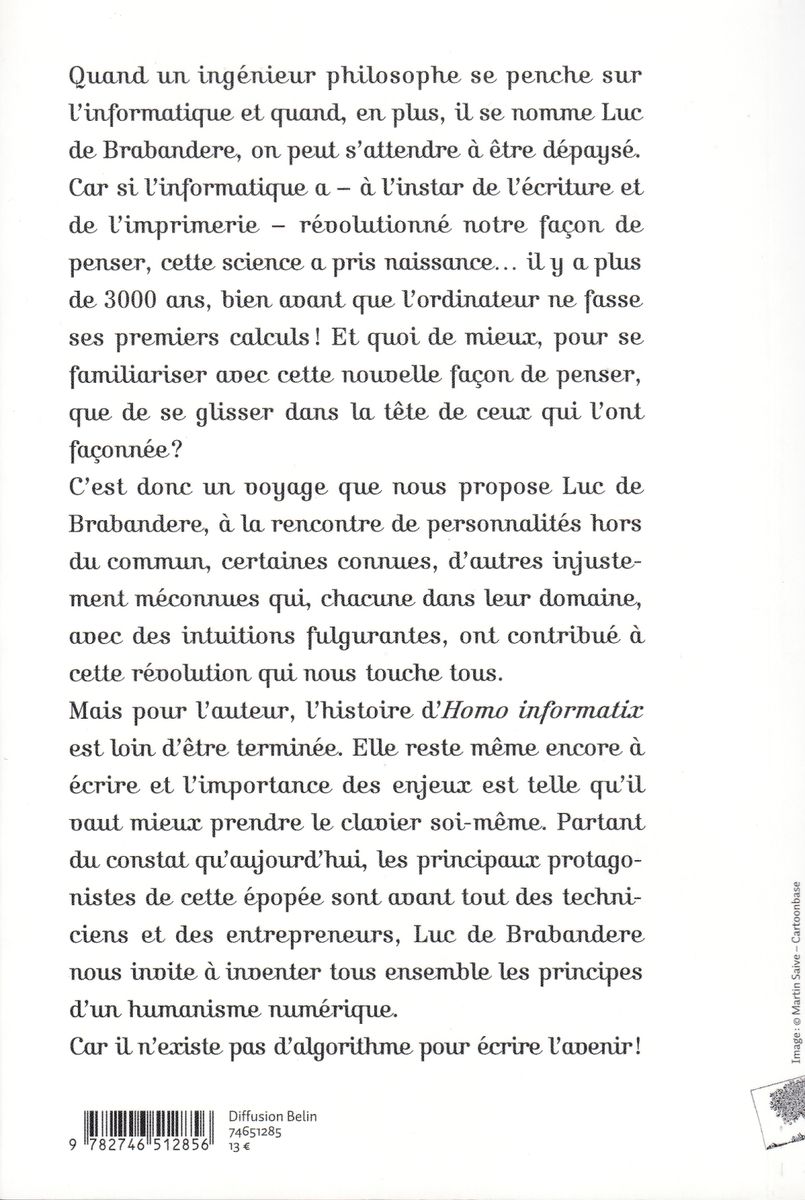 Quand un ingénieur philosophe se penche sur
l’informatique et quand, en plus, il se nomme Luc
de Brabandere, on peut s’attendre à être dépaysé.
Car si l’informatique a – à l’instar de l’écriture et
de l’imprimerie – révolutionné notre façon de
penser, cette science a pris naissance... il y a plus
de 3000 ans, bien avant que l’ordinateur ne fasse
ses premiers calculs ! Et quoi de mieux, pour se
familiariser avec cette nouvelle façon de penser,
que de se glisser dans la tête de ceux qui l’ont
façonnée ?
C’est donc un voyage que nous propose Luc de
Brabandere, à la rencontre de personnalités hors
du commun, certaines connues, d’autres injuste-
ment méconnues qui, chacune dans leur domaine,
avec des intuitions fulgurantes, ont contribué à
cette révolution qui nous touche tous.
Mais pour l’auteur, l’histoire d’Homo informatix
est loin d’être terminée. Elle reste même encore à
écrire et l’importance des enjeux est telle qu’il
vaut mieux prendre le clavier soi-même. Partant
du constat qu’aujourd’hui, les principaux protago-
nistes de cette épopée sont avant tout des techni-
ciens et des entrepreneurs, Luc de Brabandere
nous invite à inventer tous ensemble les principes
d’un humanisme numérique.
Car il n’existe pas d’algorithme pour écrire l’avenir !
Image : © Martin Saive – Cartoonbase
Diffusion Belin
74651285
13 €
9 782746 512856